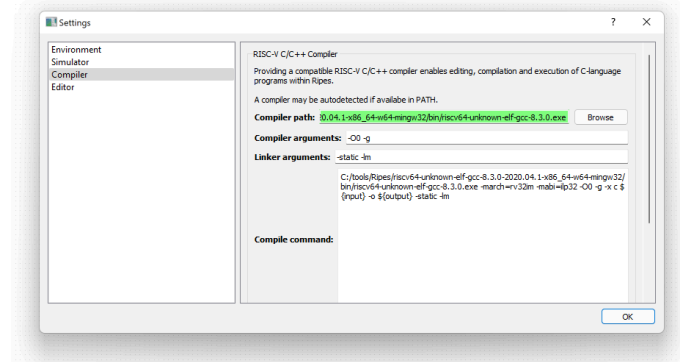 Settings
?
Environment
Simulator
Compiler
Editor
RISC-V C/C++ Compiler
Providing a compatible RISC-V C/C++ compiler enables editing, compilation and execution of C-language
programs within Ripes.
A compiler may be autodetected if availabe in PATH.
Compiler path: !0.04.1-x86_64-w64-mingw32/bin/riscv64-unknown-elf-gcc-8.3.0.exe Browse
Compiler arguments: -O0 -g
Linker arguments: -static -lm
C:/tools/Ripes/riscv64-unknown-elf-gcc-8.3.0-2020.04.1-x86_64-w64-mingw32/
bin/riscv64-unknown-elf-gcc-8.3.0.exe -march=rv32im -mabi=ilp32 -O0 -g -x c $
{input} -o ${output} -static -lm
Compile command:
OK